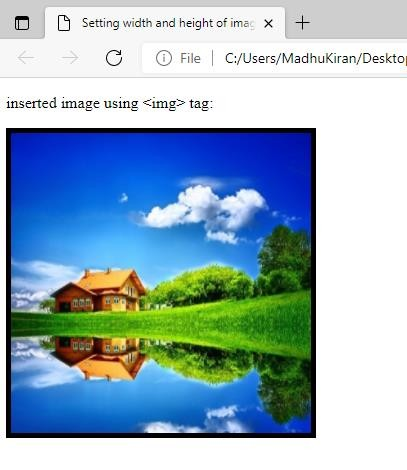 Setting width and height of imag
File | C:/Users/MadhuKiran/Desktop
inserted image using <img> tag: